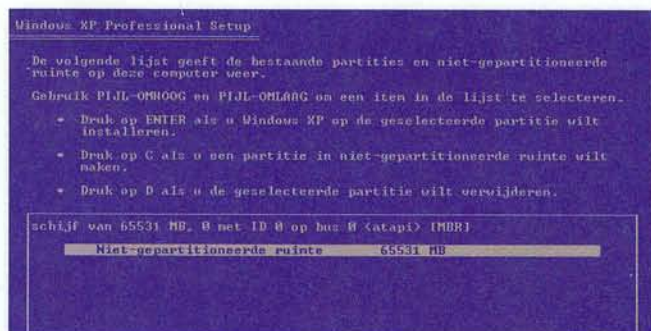 Windows XP Professional Setup
De volgende lijst geeft de bestaande partities en niet-gepartitioneerde
ruimte op deze computer weer.
Gebruik PIJL-OMHOOG en PIJL-OMLAAG om een item in de lijst te selecteren.
* Druk op ENTER als u Windows XP op de geselecteerde partitie wilt
installeren.
* Druk op C als u een partitie in niet-gepartitioneerde ruimte wilt
maken.
* Druk op D als u de geselecteerde partitie wilt verwijderen.
schijf van 65531 MB, 0 met ID 0 op bus 0 <atapi> [MBR]
Niet-gepartitioneerde ruimte 65531 MB